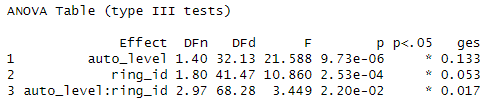 ANOVA Table (type III tests)
Effect DFn DFd F p p<.05 ges
1 auto_level 1.40 32.13 21.588 9.73e-06 * 0.133
2 ring_id 1.80 41.47 10.860 2.53e-04 * 0.053
3 auto_level:ring_id 2.97 68.28 3.449 2.20e-02 * 0.017